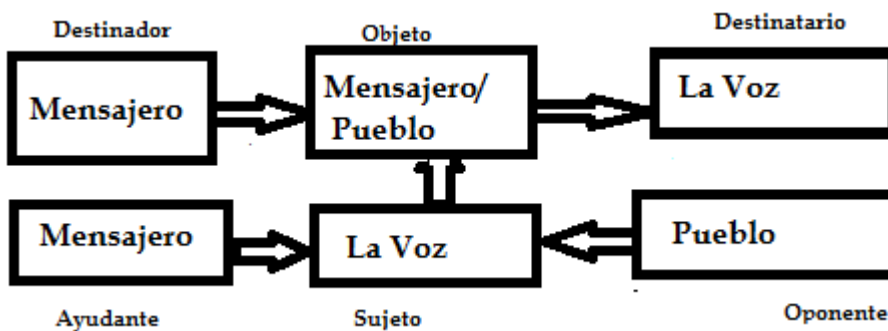 Destinador
Objeto
Destinatario
Mensajero
Mensajero/
Pueblo
La Voz
Mensajero
La Voz
Pueblo
Ayudante
Sujeto
Oponente